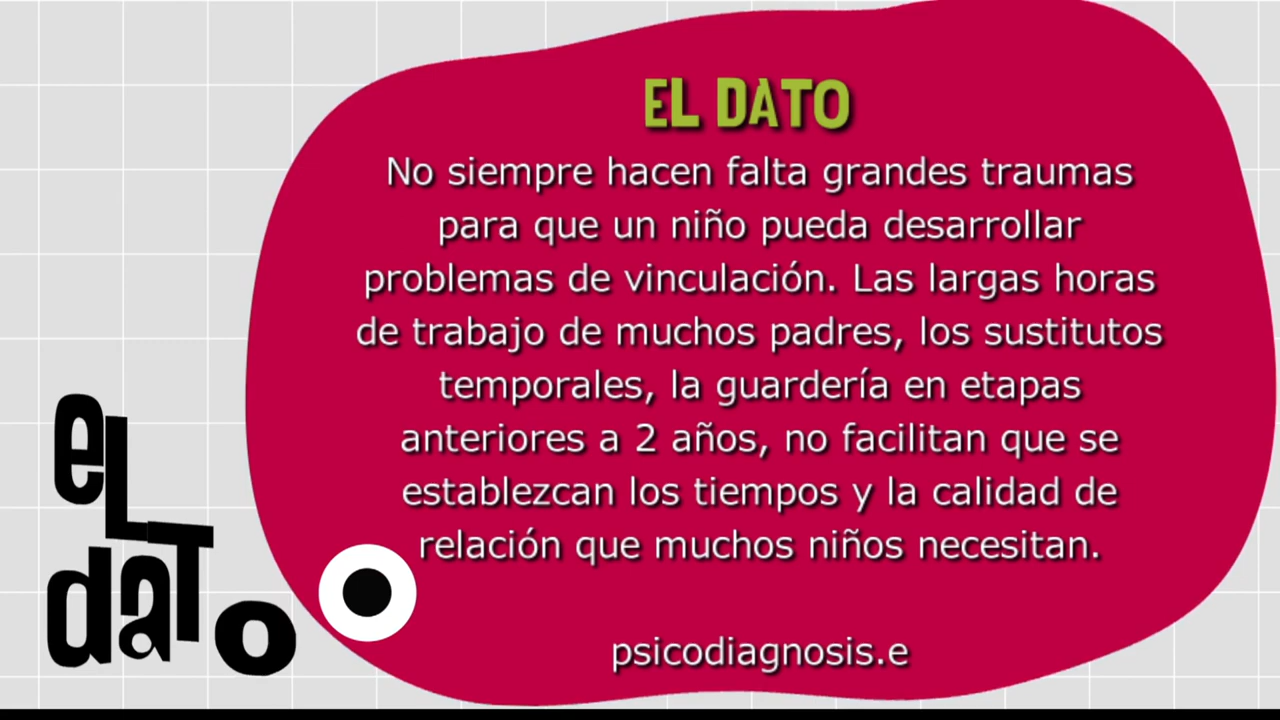 EL DATO
No siempre hacen falta grandes traumas
para que un niño pueda desarrollar
problemas de vinculación. Las largas horas
de trabajo de muchos padres, los sustitutos
temporales, la guardería en etapas
anteriores a 2 años, no facilitan que se
establezcan los tiempos y la calidad de
relación que muchos niños necesitan.
psicodiagnosis.e
eL
daTo